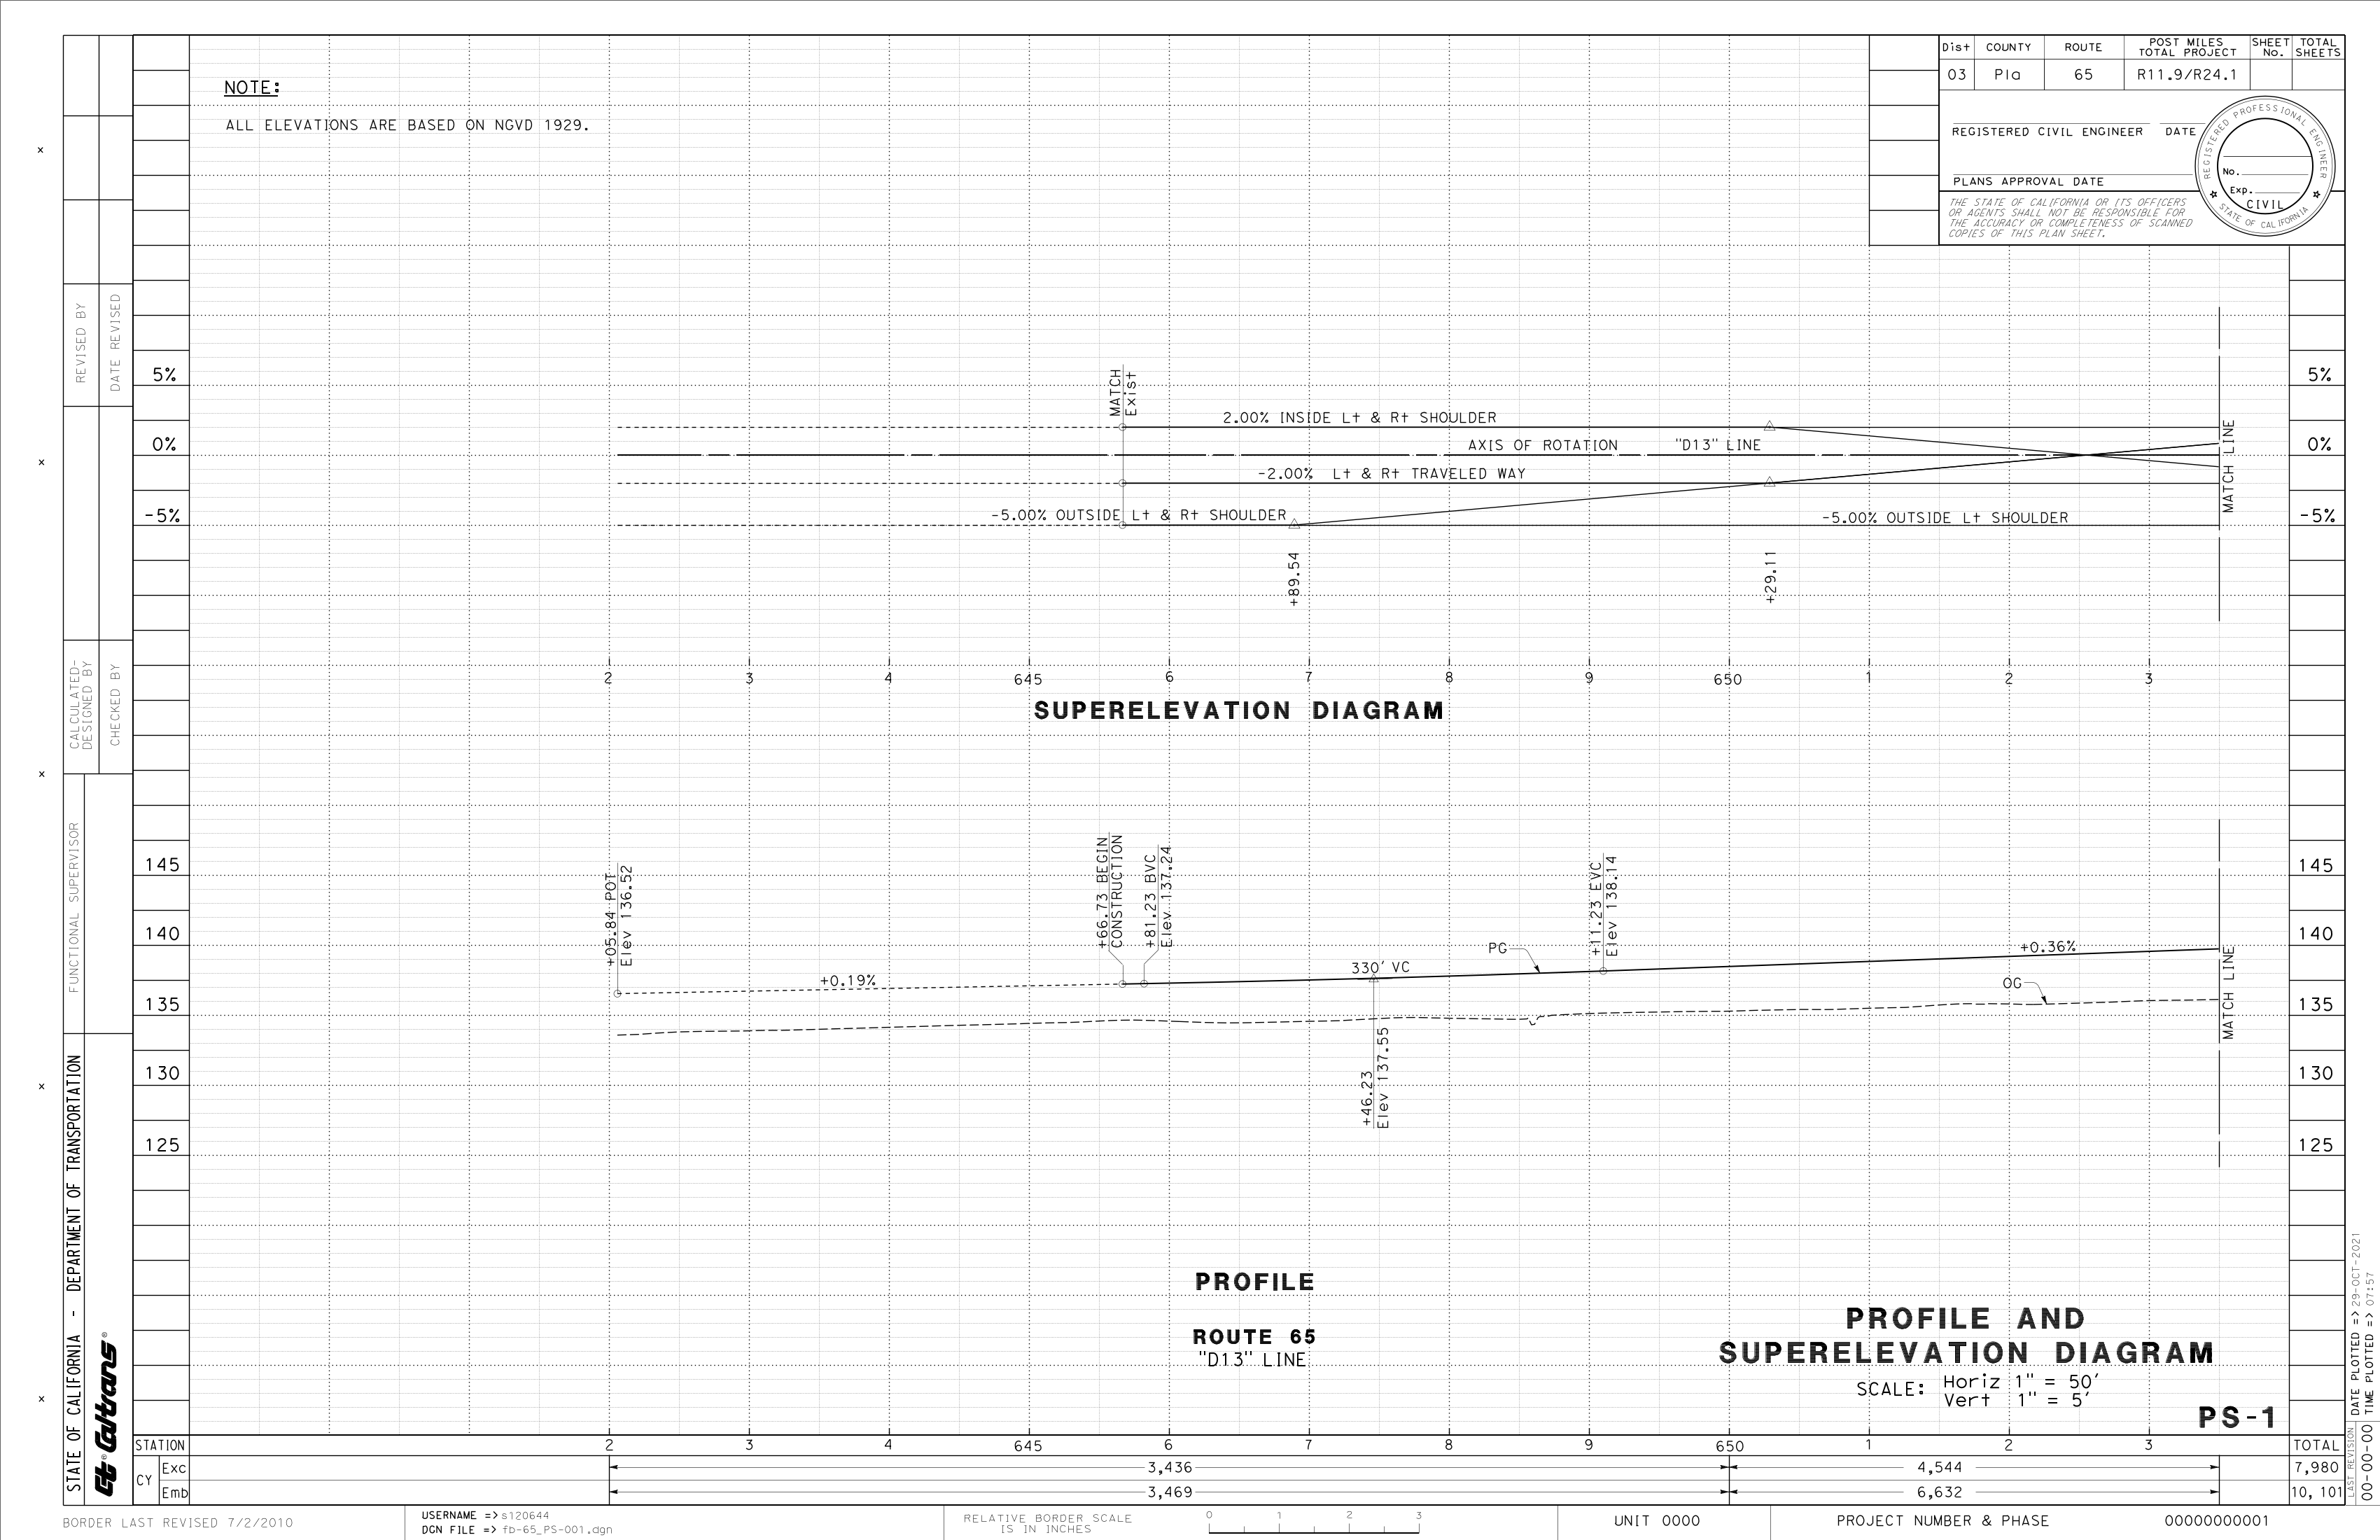 NOTE:
ALL ELEVATIONS ARE BASED ON NGVD 1929.
Dist COUNTY ROUTE POST MILES TOTAL PROJECT SHEET No. TOTAL SHEETS
03 Pla 65 R11.9/R24.1
REGISTERED CIVIL ENGINEER DATE
PLANS APPROVAL DATE
THE STATE OF CALIFORNIA OR ITS OFFICERS
OR AGENTS SHALL NOT BE RESPONSIBLE FOR
THE ACCURACY OR COMPLETENESS OF SCANNED
COPIES OF THIS PLAN SHEET.
REGISTERED PROFESSIONAL ENGINEER
No.
Exp.
CIVIL
STATE OF CALIFORNIA
REVISED BY
DATE REVISED
CALCULATED-
DESIGNED BY
CHECKED BY
FUNCTIONAL SUPERVISOR
STATE OF CALIFORNIA - DEPARTMENT OF TRANSPORTATION
ct® Caltrans®
5% 5%
0% 0%
-5% -5%
MATCH
Exist
2.00% INSIDE Lt & Rt SHOULDER
AXIS OF ROTATION "D13" LINE
-2.00% Lt & Rt TRAVELED WAY
-5.00% OUTSIDE Lt & Rt SHOULDER
-5.00% OUTSIDE Lt SHOULDER
MATCH LINE
+89.54
+29.11
2 3 4 645 6 7 8 9 650 1 2 3
SUPERELEVATION DIAGRAM
145 145
140 140
135 135
130 130
125 125
+05.84 POT
Elev 136.52
+66.73 BEGIN
CONSTRUCTION
+81.23 BVC
Elev 137.24
+11.23 EVC
Elev 138.14
+0.19%
330' VC
PG
+0.36%
OG
MATCH LINE
+46.23
Elev 137.55
PROFILE
ROUTE 65
"D13" LINE
PROFILE AND
SUPERELEVATION DIAGRAM
SCALE: Horiz 1" = 50'
Vert 1" = 5'
PS-1
STATION 2 3 4 645 6 7 8 9 650 1 2 3 TOTAL
CY
Exc 3,436 4,544 7,980
Emb 3,469 6,632 10,101
BORDER LAST REVISED 7/2/2010
USERNAME => s120644
DGN FILE => fb-65_PS-001.dgn
RELATIVE BORDER SCALE
IS IN INCHES
0 1 2 3
UNIT 0000
PROJECT NUMBER & PHASE
00000000001
LAST REVISION
00-00-00
DATE PLOTTED => 29-OCT-2021
TIME PLOTTED => 07:57